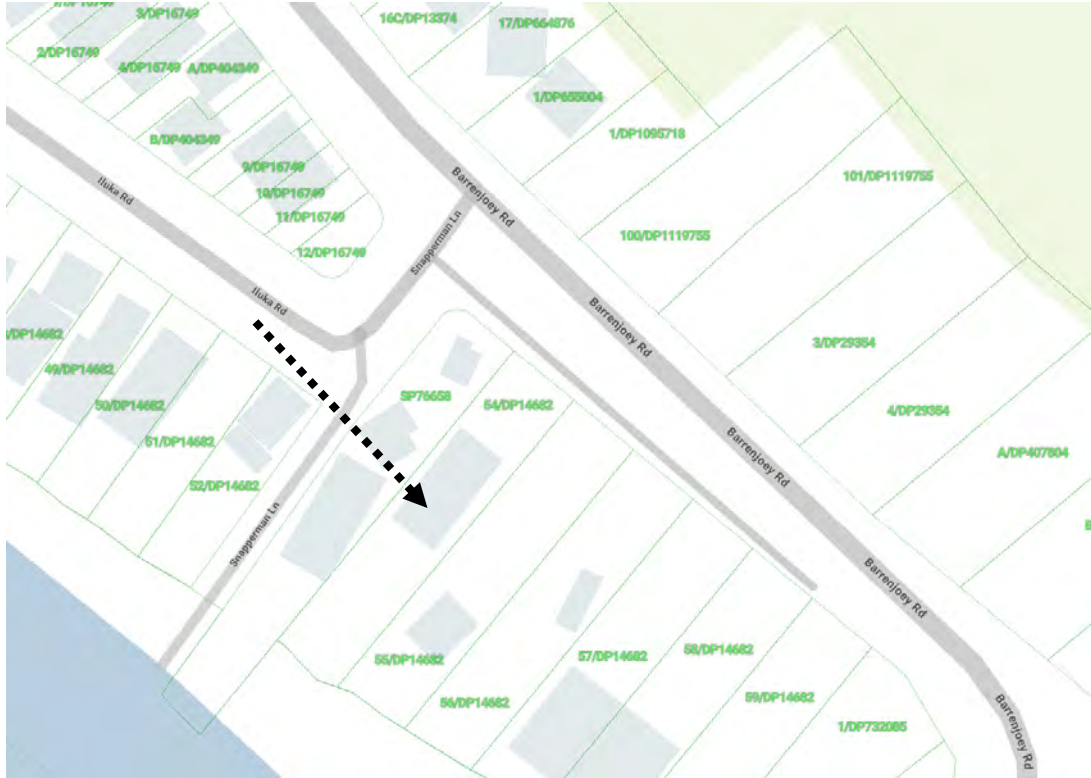 3/DP16749
16C/DP13374
17/DP664876
2/DP16749
4/DP16749
A/DP404349
1/DP655004
B/DP404349
1/DP1095718
9/DP16749
10/DP16749
11/DP16749
12/DP16749
101/DP1119755
100/DP1119755
Iluka Rd
Barrenjoey Rd
Snapperman Ln
Iluka Rd
Barrenjoey Rd
/DP14682
49/DP14682
50/DP14682
51/DP14682
52/DP14682
SP76658
54/DP14682
3/DP29354
4/DP29354
A/DP407804
Barrenjoey Rd
Snapperman Ln
Barrenjoey Rd
55/DP14682
56/DP14682
57/DP14682
58/DP14682
59/DP14682
1/DP732085
Barrenjoey Rd